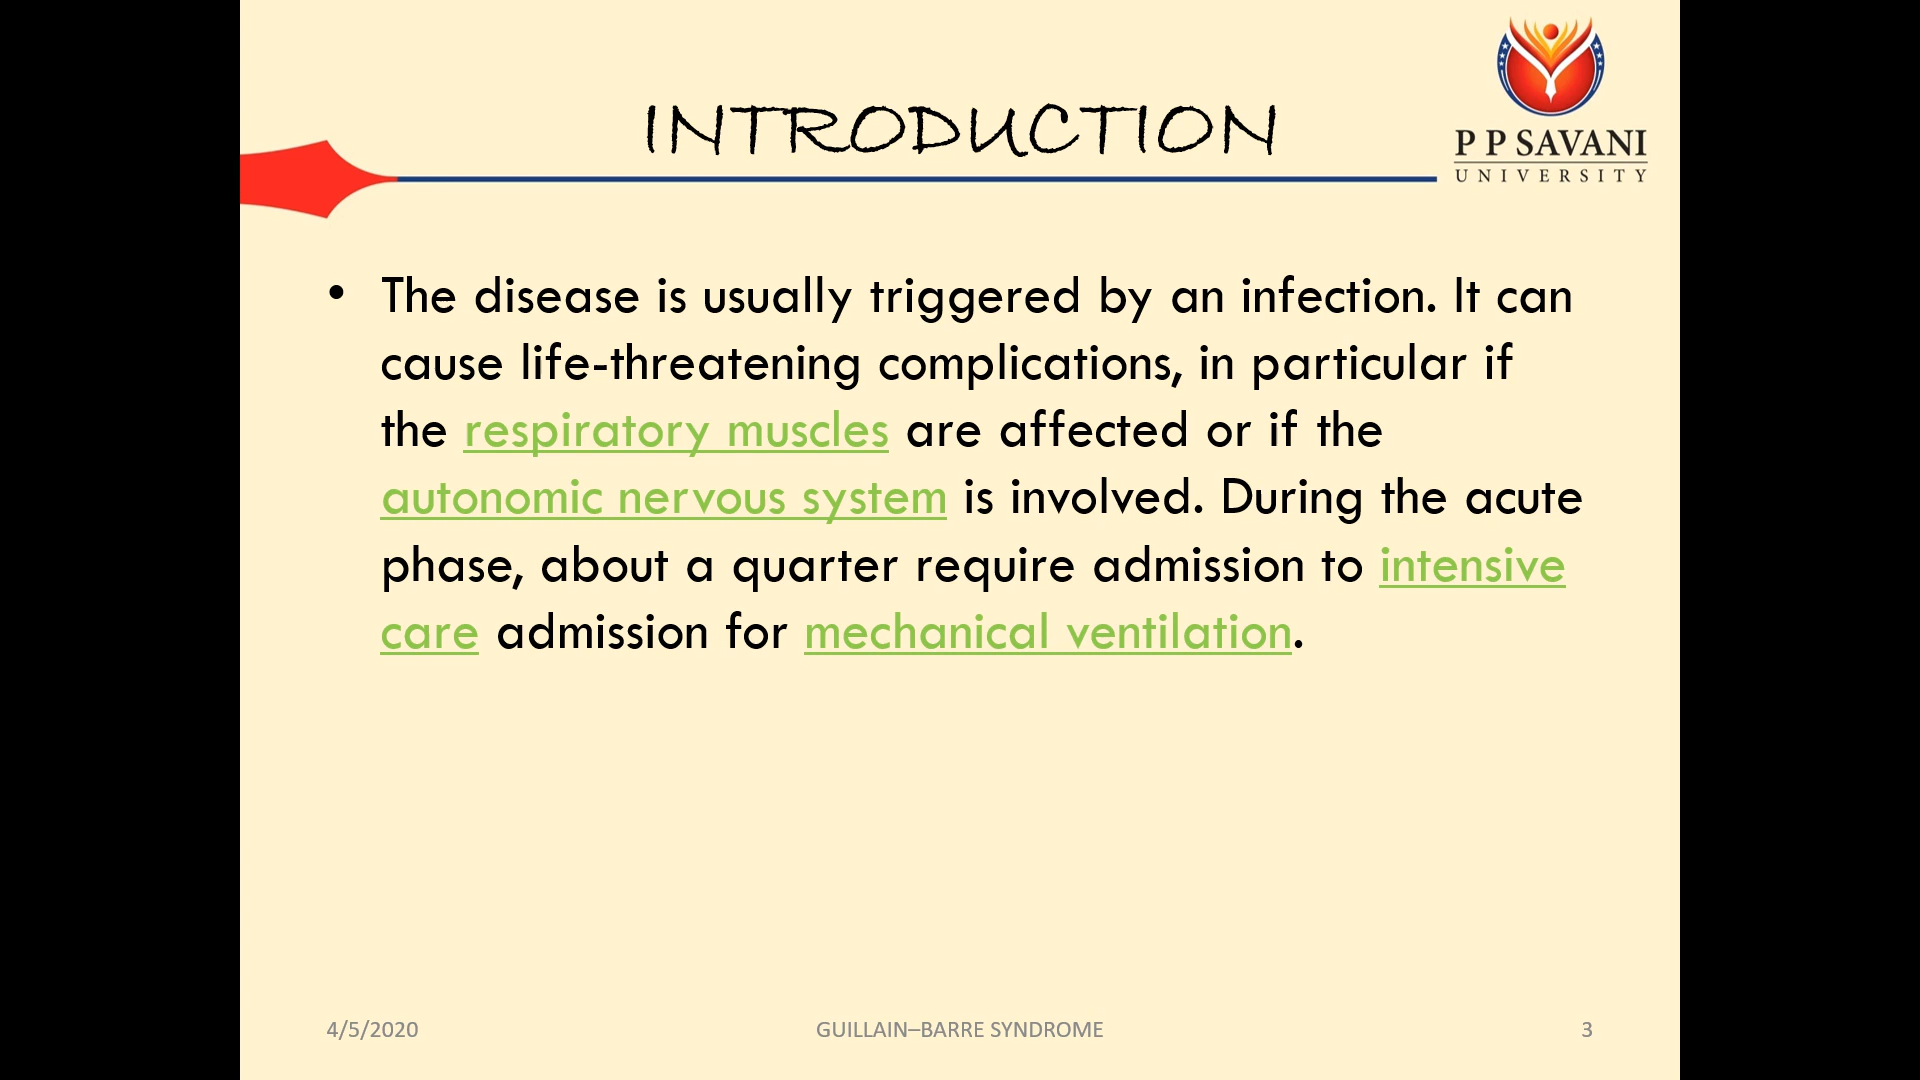 INTRODUCTION
P P SAVANI
UNIVERSITY
• The disease is usually triggered by an infection. It can
cause life-threatening complications, in particular if
the respiratory muscles are affected or if the
autonomic nervous system is involved. During the acute
phase, about a quarter require admission to intensive
care admission for mechanical ventilation.
4/5/2020
GUILLAIN–BARRE SYNDROME
3